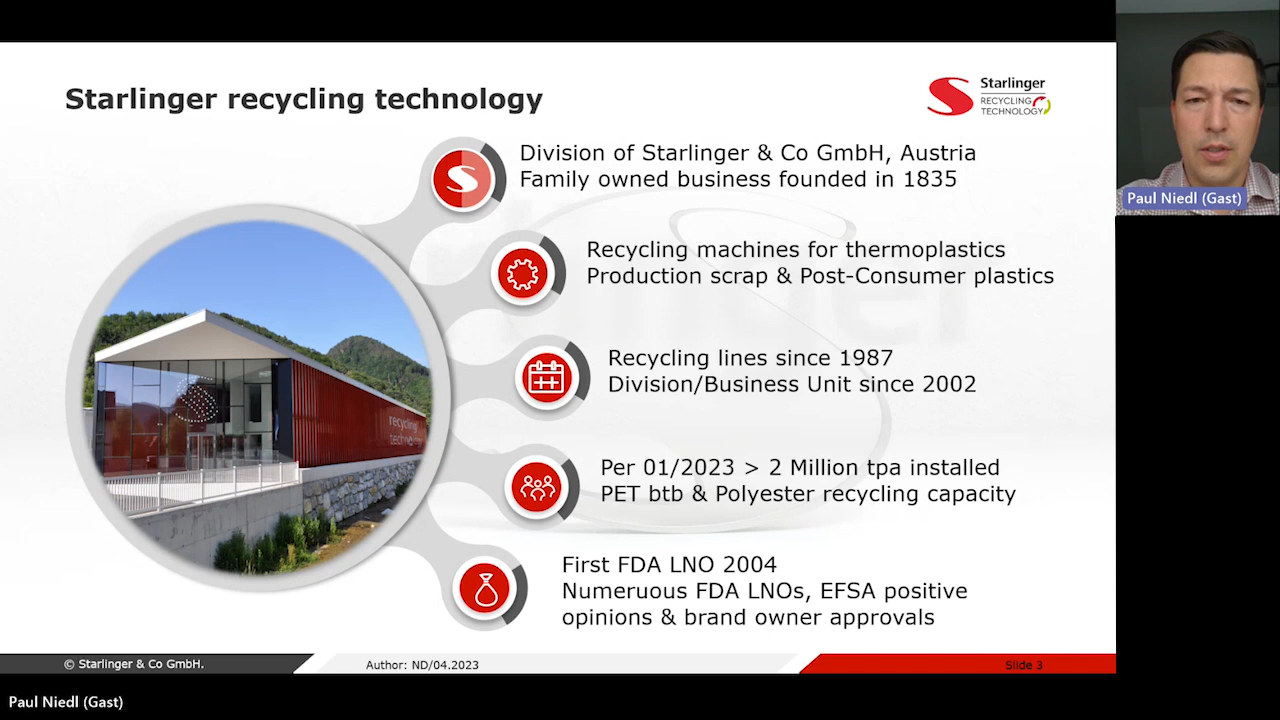 Starlinger recycling technology
Starlinger
RECYCLING
TECHNOLOGY
Division of Starlinger & Co GmbH, Austria
Family owned business founded in 1835
Recycling machines for thermoplastics
Production scrap & Post-Consumer plastics
Recycling lines since 1987
Division/Business Unit since 2002
Per 01/2023 > 2 Million tpa installed
PET btb & Polyester recycling capacity
First FDA LNO 2004
Numeruous FDA LNOs, EFSA positive
opinions & brand owner approvals
recycling
technology
© Starlinger & Co GmbH.
Author: ND/04.2023
Slide 3
Paul Niedl (Gast)
Paul Niedl (Gast)